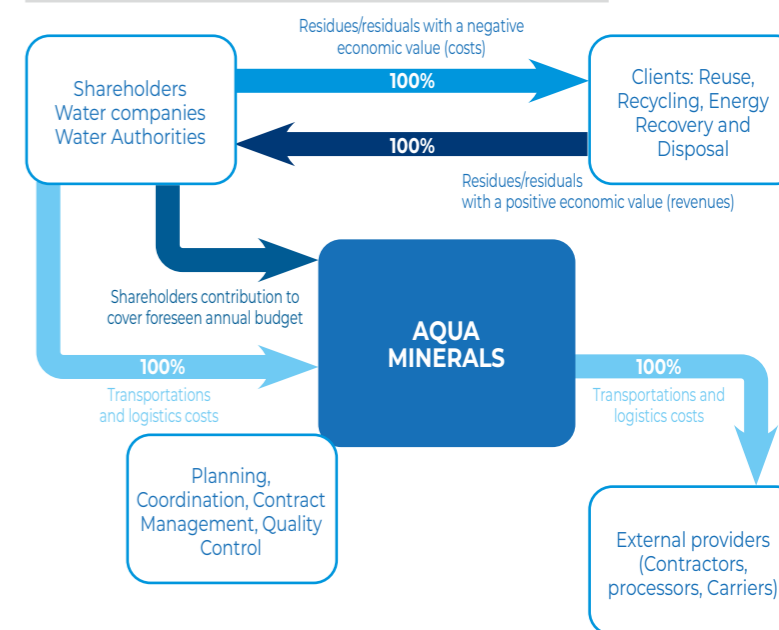 Residues/residuals with a negative
economic value (costs)
Shareholders
Water companies
Water Authorities
100%
Clients: Reuse,
Recycling, Energy
Recovery and
Disposal
100%
Residues/residuals
with a positive economic value (revenues)
Shareholders contribution to
cover foreseen annual budget
AQUA
MINERALS
100%
Transportations
and logistics costs
100%
Transportations and
logistics costs
Planning,
Coordination, Contract
Management, Quality
Control
External providers
(Contractors,
processors, Carriers)